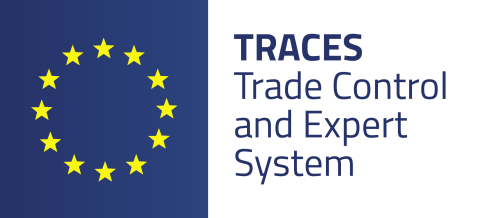 TRACES
Trade Control
and Expert
System